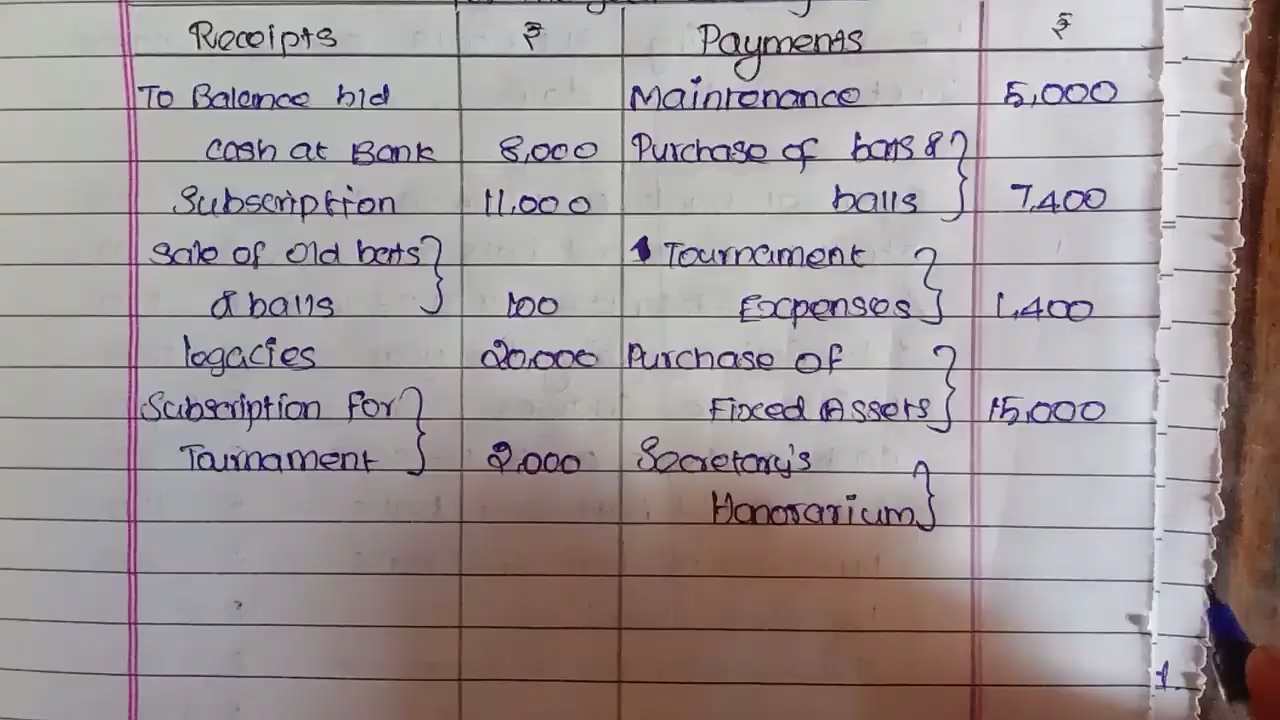 Receipts ₹ Payments ₹
To Balance b/d Maintenance 5,000
Cash at Bank 8,000 Purchase of bats &
Subscription 11,000 balls 7,400
Sale of Old bats Tournament
& balls 100 Expenses 1,400
legacies 20,000 Purchase of
Subscription for Fixed Assets 15,000
Tournament 2,000 Secretary's
Honorarium
1